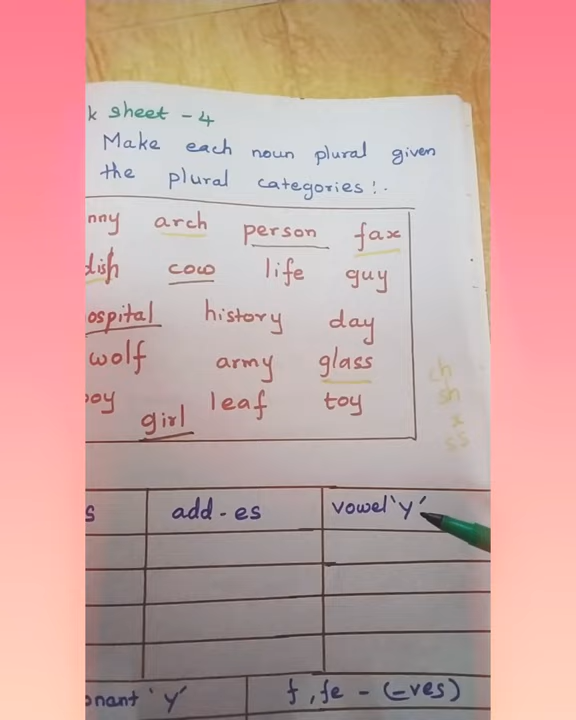 k sheet - 4
Make each noun plural given
the plural categories!.
nny arch person fax
dish cow life guy
ospital history day
wolf army glass
oy girl leaf toy
ch
sh
x
ss
s add-es vowel 'y'
onant 'y' f, fe - (-ves)